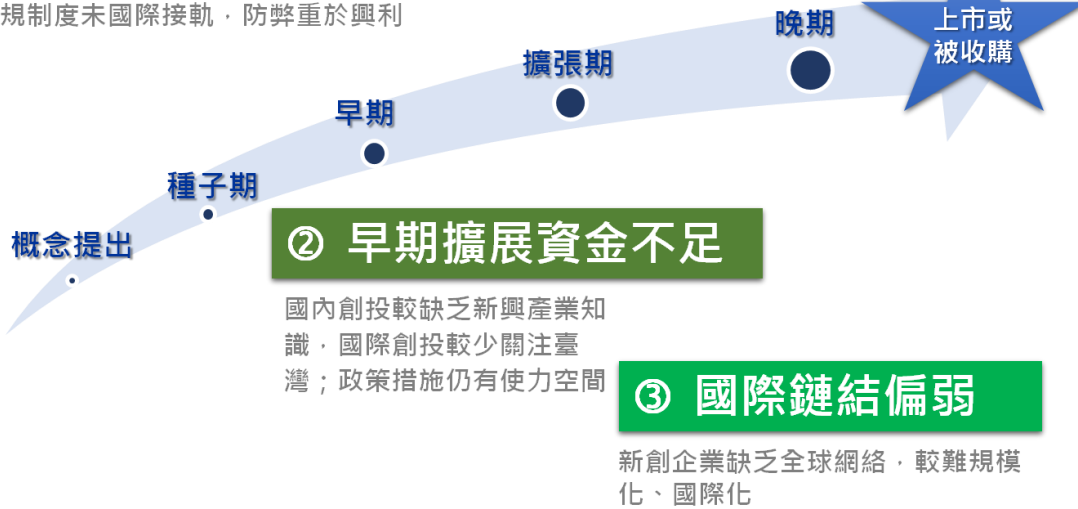 規制度未國際接軌，防弊重於興利
上市或
被收購
晚期
擴張期
早期
種子期
概念提出
② 早期擴展資金不足
國內創投較缺乏新興產業知
識，國際創投較少關注臺
灣；政策措施仍有使力空間
③ 國際鏈結偏弱
新創企業缺乏全球網絡，較難規模
化、國際化